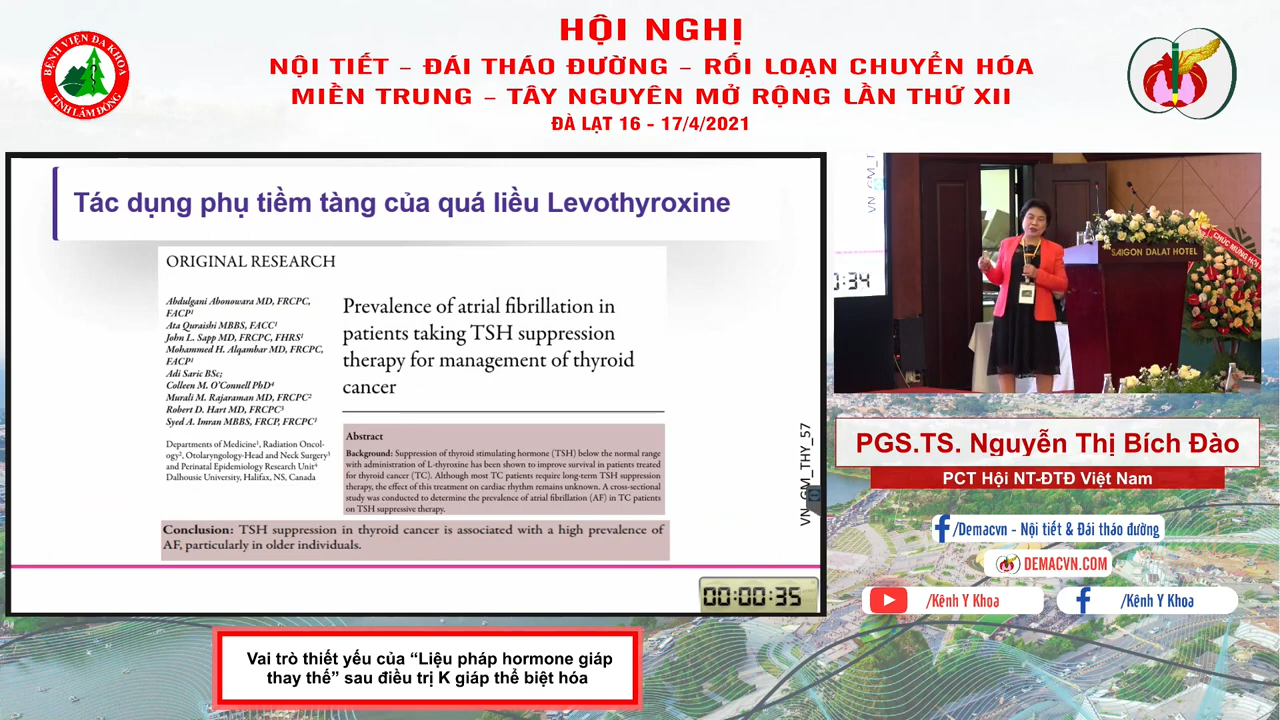 HỘI NGHỊ
NỘI TIẾT – ĐÁI THÁO ĐƯỜNG – RỐI LOẠN CHUYỂN HÓA
MIỀN TRUNG – TÂY NGUYÊN MỞ RỘNG LẦN THỨ XII
ĐÀ LẠT 16 - 17/4/2021
BỆNH VIỆN ĐA KHOA
TỈNH LÂM ĐỒNG
Tác dụng phụ tiềm tàng của quá liều Levothyroxine
ORIGINAL RESEARCH
Abdulgani Abonowara MD, FRCPC,
FACP¹
Ata Quraishi MBBS, FACC¹
John L. Sapp MD, FRCPC, FHRS¹
Mohammed H. Alqambar MD, FRCPC,
FACP¹
Adi Saric BSc;
Colleen M. O'Connell PhD⁴
Murali M. Rajaraman MD, FRCPC²
Robert D. Hart MD, FRCPC³
Syed A. Imran MBBS, FRCP, FRCPC¹
Departments of Medicine¹, Radiation Oncol-
ogy², Otolaryngology-Head and Neck Surgery³
and Perinatal Epidemiology Research Unit⁴
Dalhousie University, Halifax, NS, Canada
Prevalence of atrial fibrillation in
patients taking TSH suppression
therapy for management of thyroid
cancer
Abstract
Background: Suppression of thyroid stimulating hormone (TSH) below the normal range
with administration of L-thyroxine has been shown to improve survival in patients treated
for thyroid cancer (TC). Although most TC patients require long-term TSH suppression
therapy, the effect of this treatment on cardiac rhythm remains unknown. A cross-sectional
study was conducted to determine the prevalence of atrial fibrillation (AF) in TC patients
on TSH suppressive therapy.
Conclusion: TSH suppression in thyroid cancer is associated with a high prevalence of
AF, particularly in older individuals.
VN_GM_THY_57
00:00:35
VN_GM_T
0:34
SAIGON DALAT HOTEL
CHÚC MỪNG HỘI
PGS.TS. Nguyễn Thị Bích Đào
PCT Hội NT-ĐTĐ Việt Nam
/Demacvn - Nội tiết & Đái tháo đường
DEMACVN.COM
/Kênh Y Khoa
/Kênh Y Khoa
Vai trò thiết yếu của “Liệu pháp hormone giáp
thay thế” sau điều trị K giáp thể biệt hóa